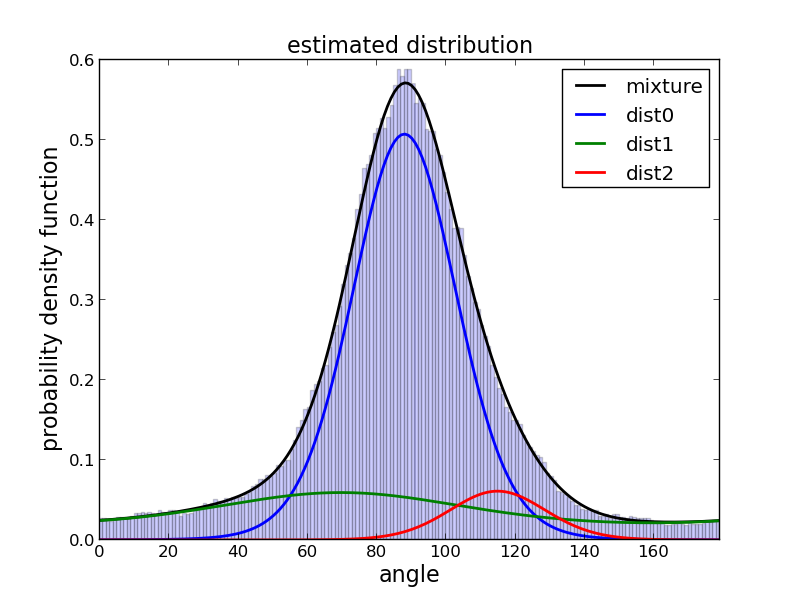 estimated distribution
mixture
dist0
dist1
dist2
probability density function
0.6
0.5
0.4
0.3
0.2
0.1
0.0
0 20 40 60 80 100 120 140 160
angle